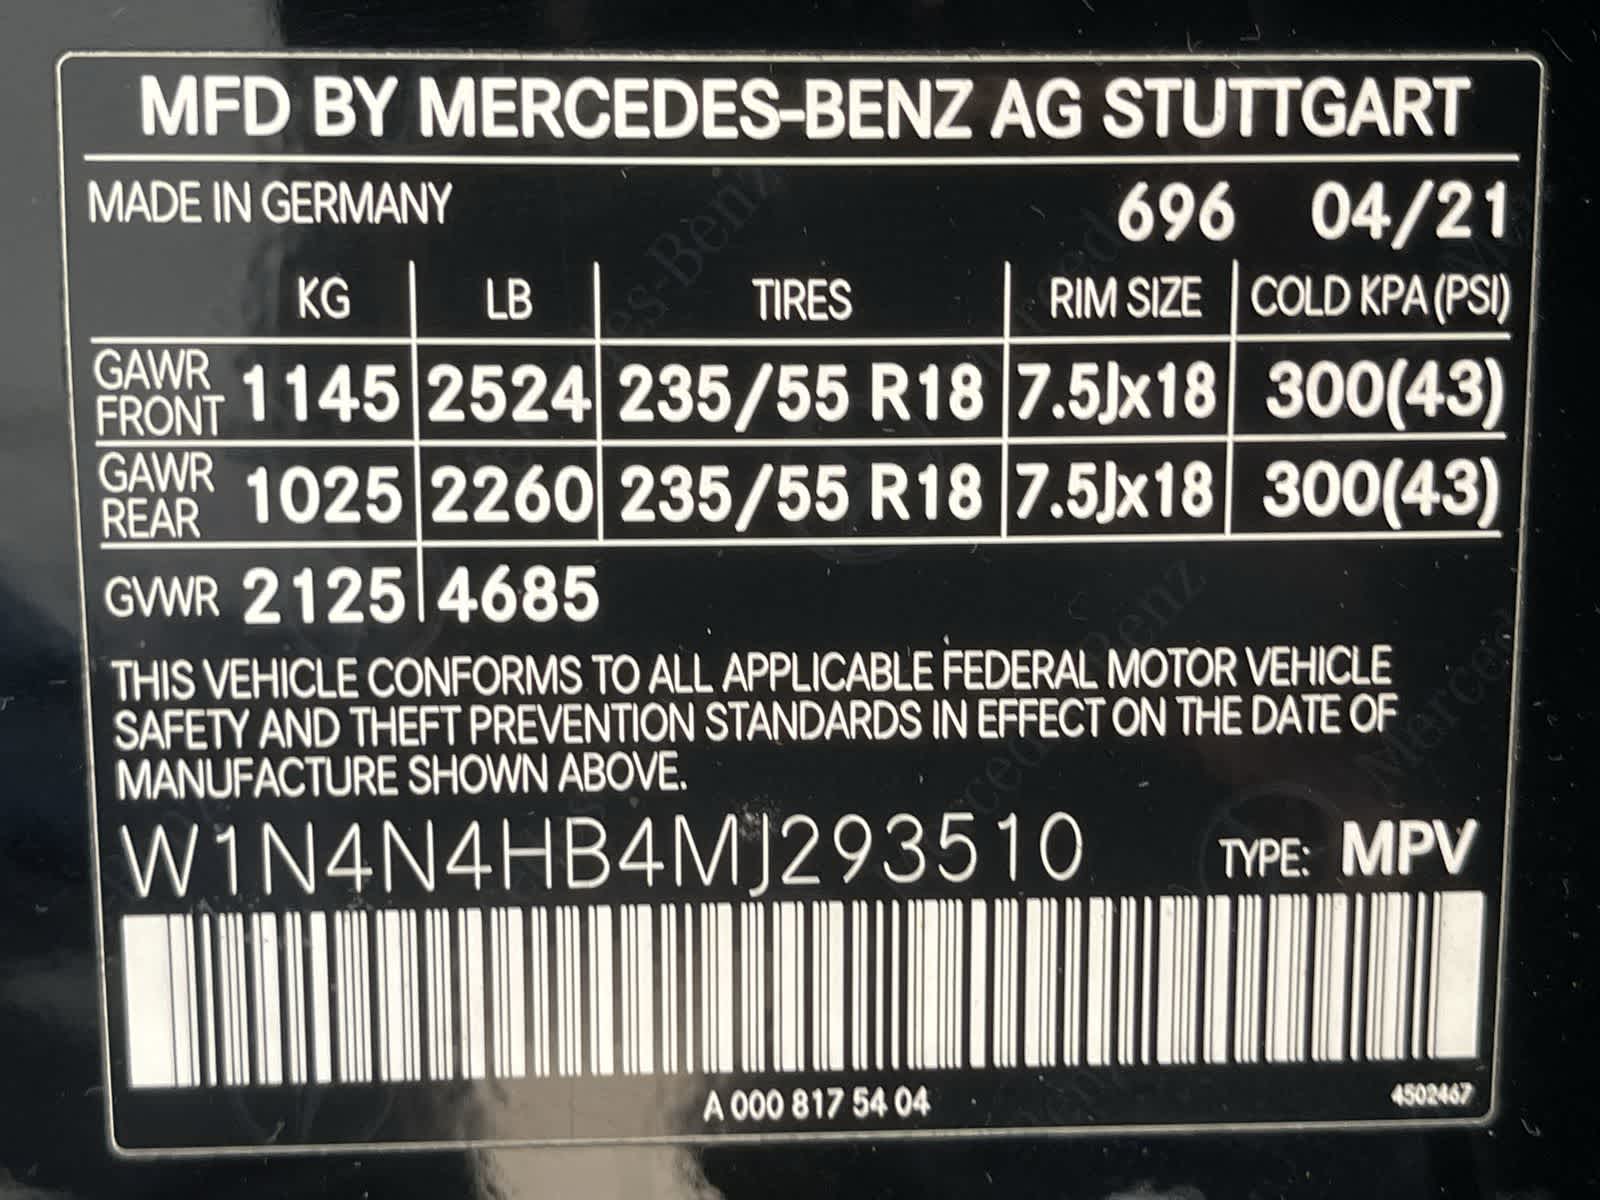 MFD BY MERCEDES-BENZ AG STUTTGART
MADE IN GERMANY 696 04/21
KG LB TIRES RIM SIZE COLD KPA (PSI)
GAWR FRONT 1145 2524 235/55 R18 7.5Jx18 300(43)
GAWR REAR 1025 2260 235/55 R18 7.5Jx18 300(43)
GVWR 2125 4685
THIS VEHICLE CONFORMS TO ALL APPLICABLE FEDERAL MOTOR VEHICLE
SAFETY AND THEFT PREVENTION STANDARDS IN EFFECT ON THE DATE OF
MANUFACTURE SHOWN ABOVE.
W1N4N4HB4MJ293510 TYPE: MPV
A 000 817 54 04 4502467